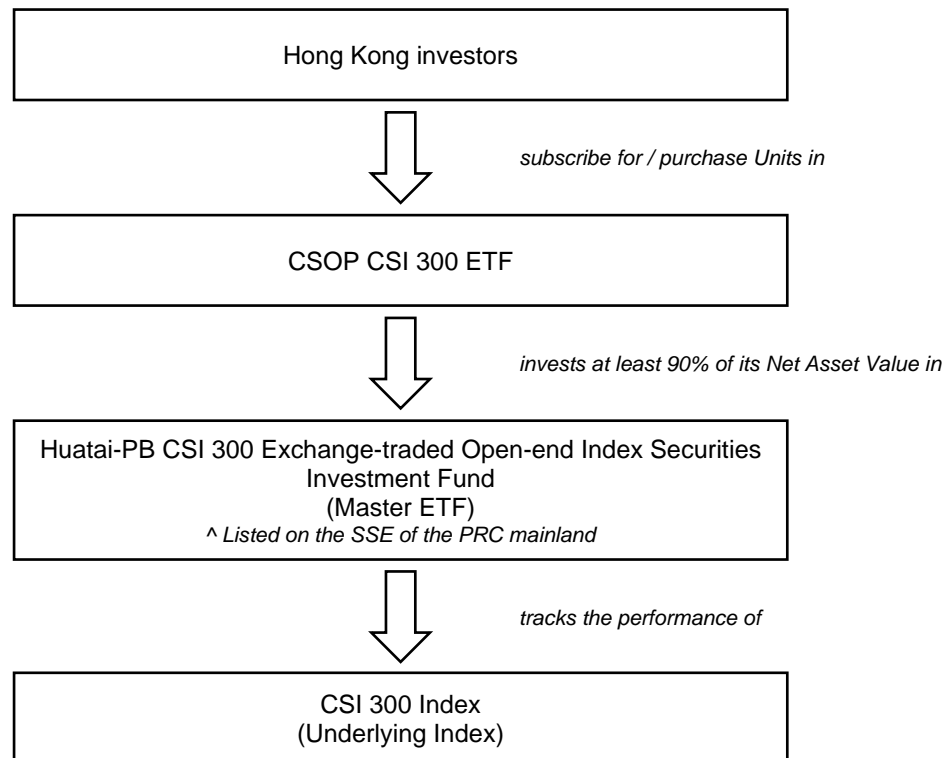 Hong Kong investors
subscribe for / purchase Units in
CSOP CSI 300 ETF
invests at least 90% of its Net Asset Value in
Huatai-PB CSI 300 Exchange-traded Open-end Index Securities
Investment Fund
(Master ETF)
^ Listed on the SSE of the PRC mainland
tracks the performance of
CSI 300 Index
(Underlying Index)